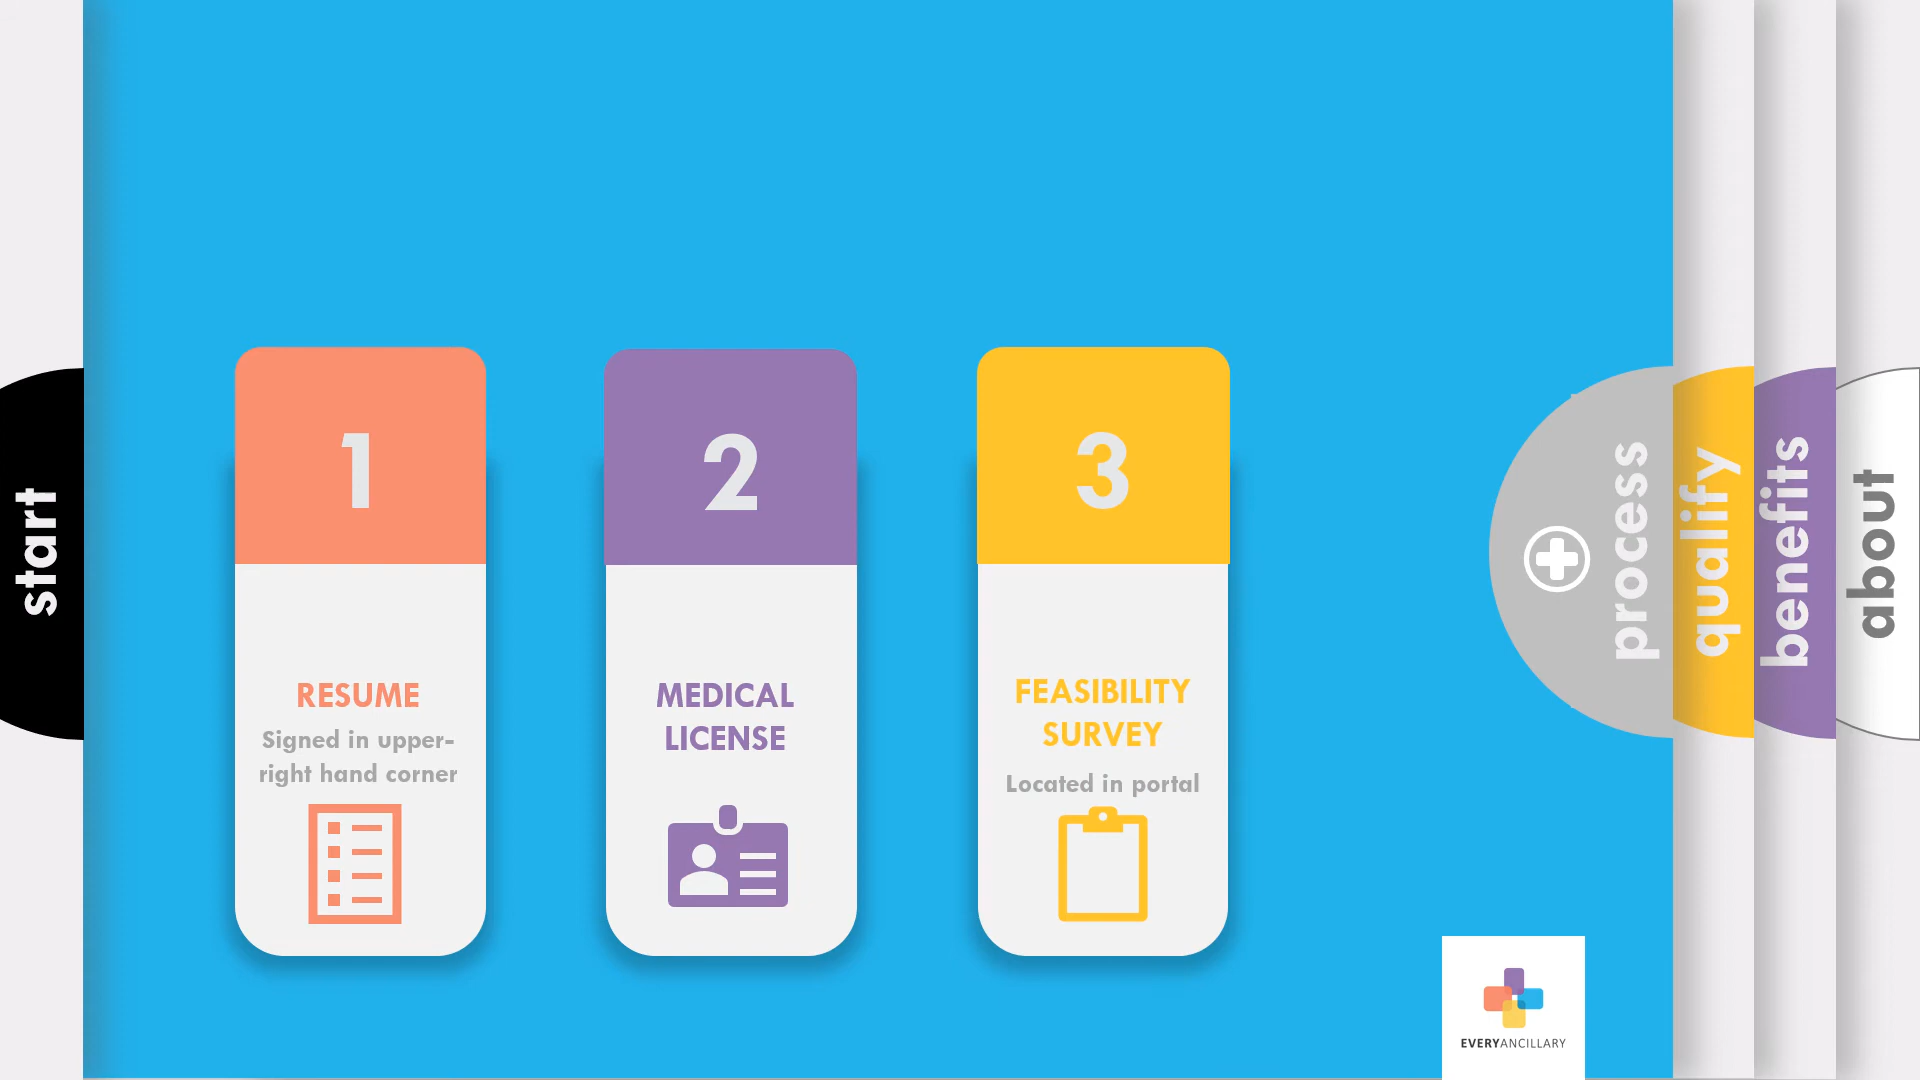 start
1
RESUME
Signed in upper-
right hand corner
2
MEDICAL
LICENSE
3
FEASIBILITY
SURVEY
Located in portal
process
qualify
benefits
about
EVERYANCILLARY